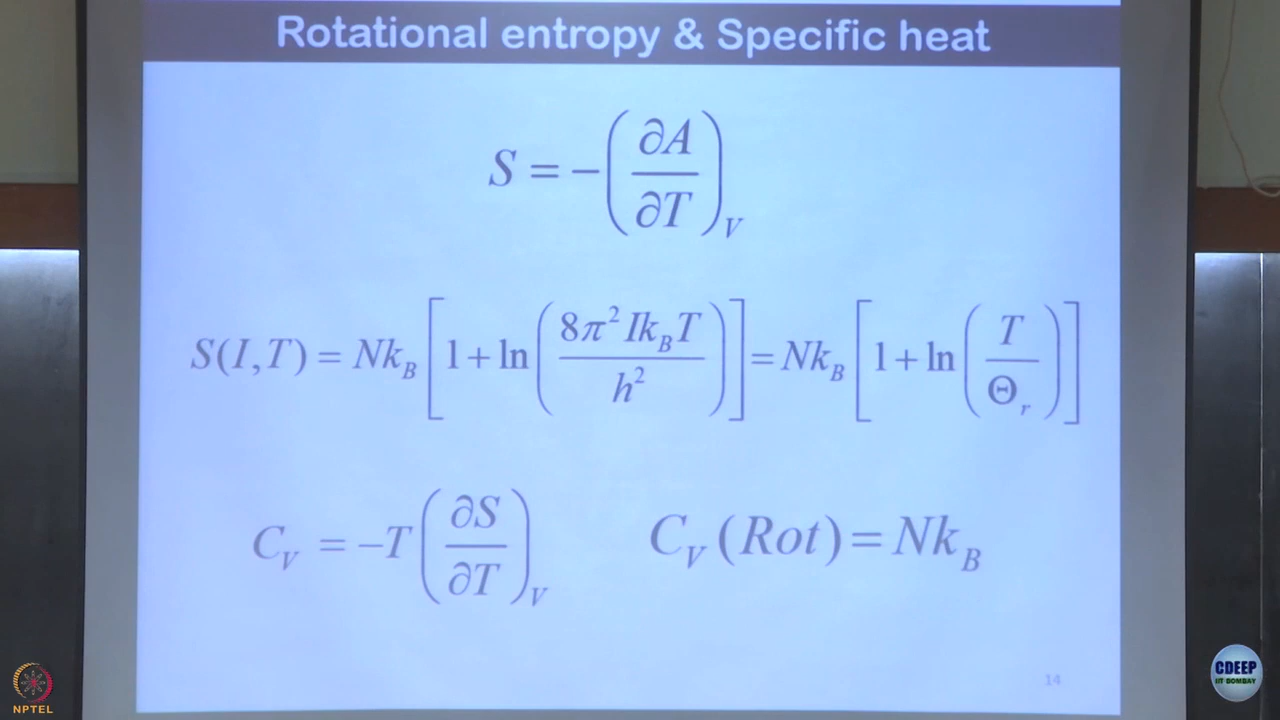 Rotational entropy & Specific heat
S = −(∂A/∂T)_V
S(I,T) = Nk_B [1 + ln(8π²Ik_BT / h²)] = Nk_B [1 + ln(T / Θ_r)]
C_V = −T(∂S/∂T)_V    C_V(Rot) = Nk_B
14
NPTEL
CDEEP
IIT BOMBAY